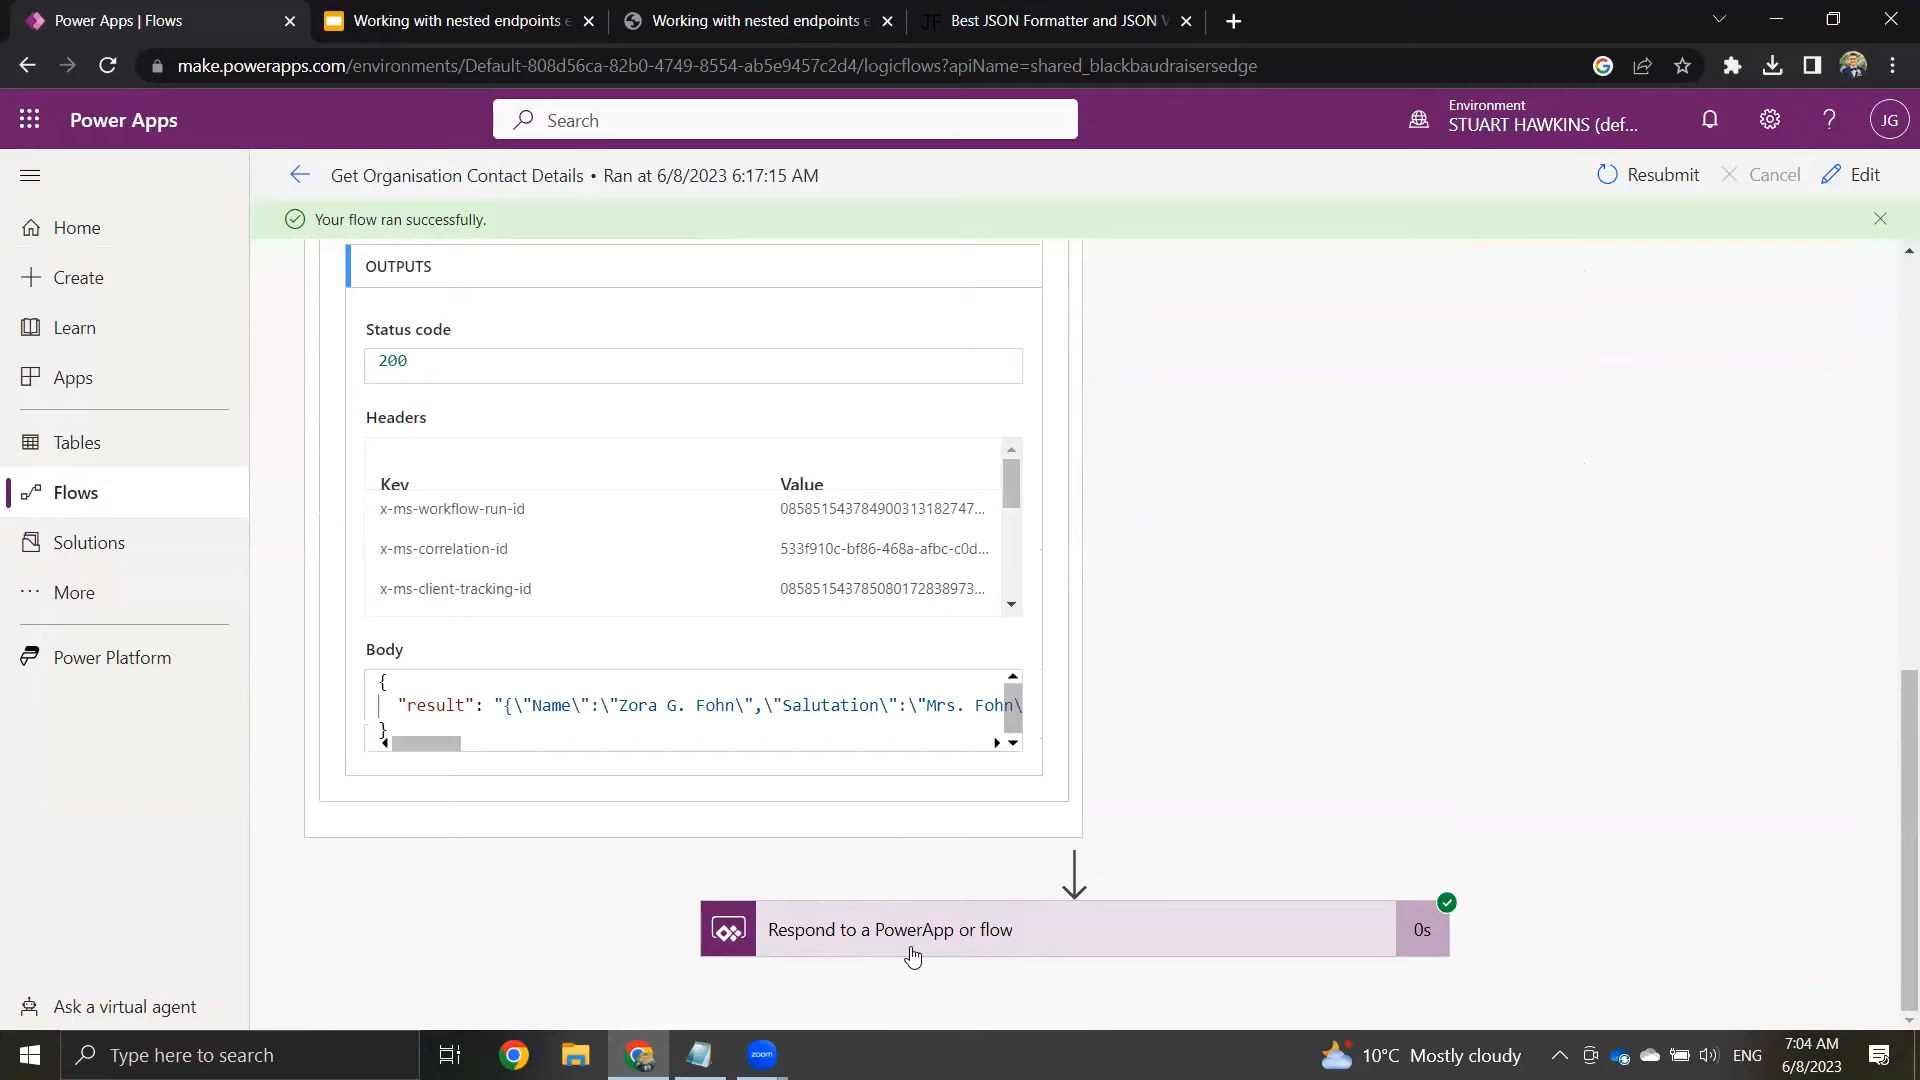 Power Apps | Flows
Working with nested endpoints e
Working with nested endpoints e
JF Best JSON Formatter and JSON V
make.powerapps.com/environments/Default-808d56ca-82b0-4749-8554-ab5e9457c2d4/logicflows?apiName=shared_blackbaudraisersedge
Power Apps
Search
Environment
STUART HAWKINS (def...
JG
Get Organisation Contact Details • Ran at 6/8/2023 6:17:15 AM
Resubmit
Cancel
Edit
Your flow ran successfully.
Home
Create
Learn
Apps
Tables
Flows
Solutions
More
Power Platform
Ask a virtual agent
OUTPUTS
Status code
200
Headers
Key Value
x-ms-workflow-run-id 085851543784900313182747...
x-ms-correlation-id 533f910c-bf86-468a-afbc-c0d...
x-ms-client-tracking-id 085851543785080172838973...
Body
{
"result": "{\"Name\":\"Zora G. Fohn\",\"Salutation\":\"Mrs. Fohn\
}
Respond to a PowerApp or flow
0s
Type here to search
zoom
10°C Mostly cloudy
ENG
7:04 AM
6/8/2023